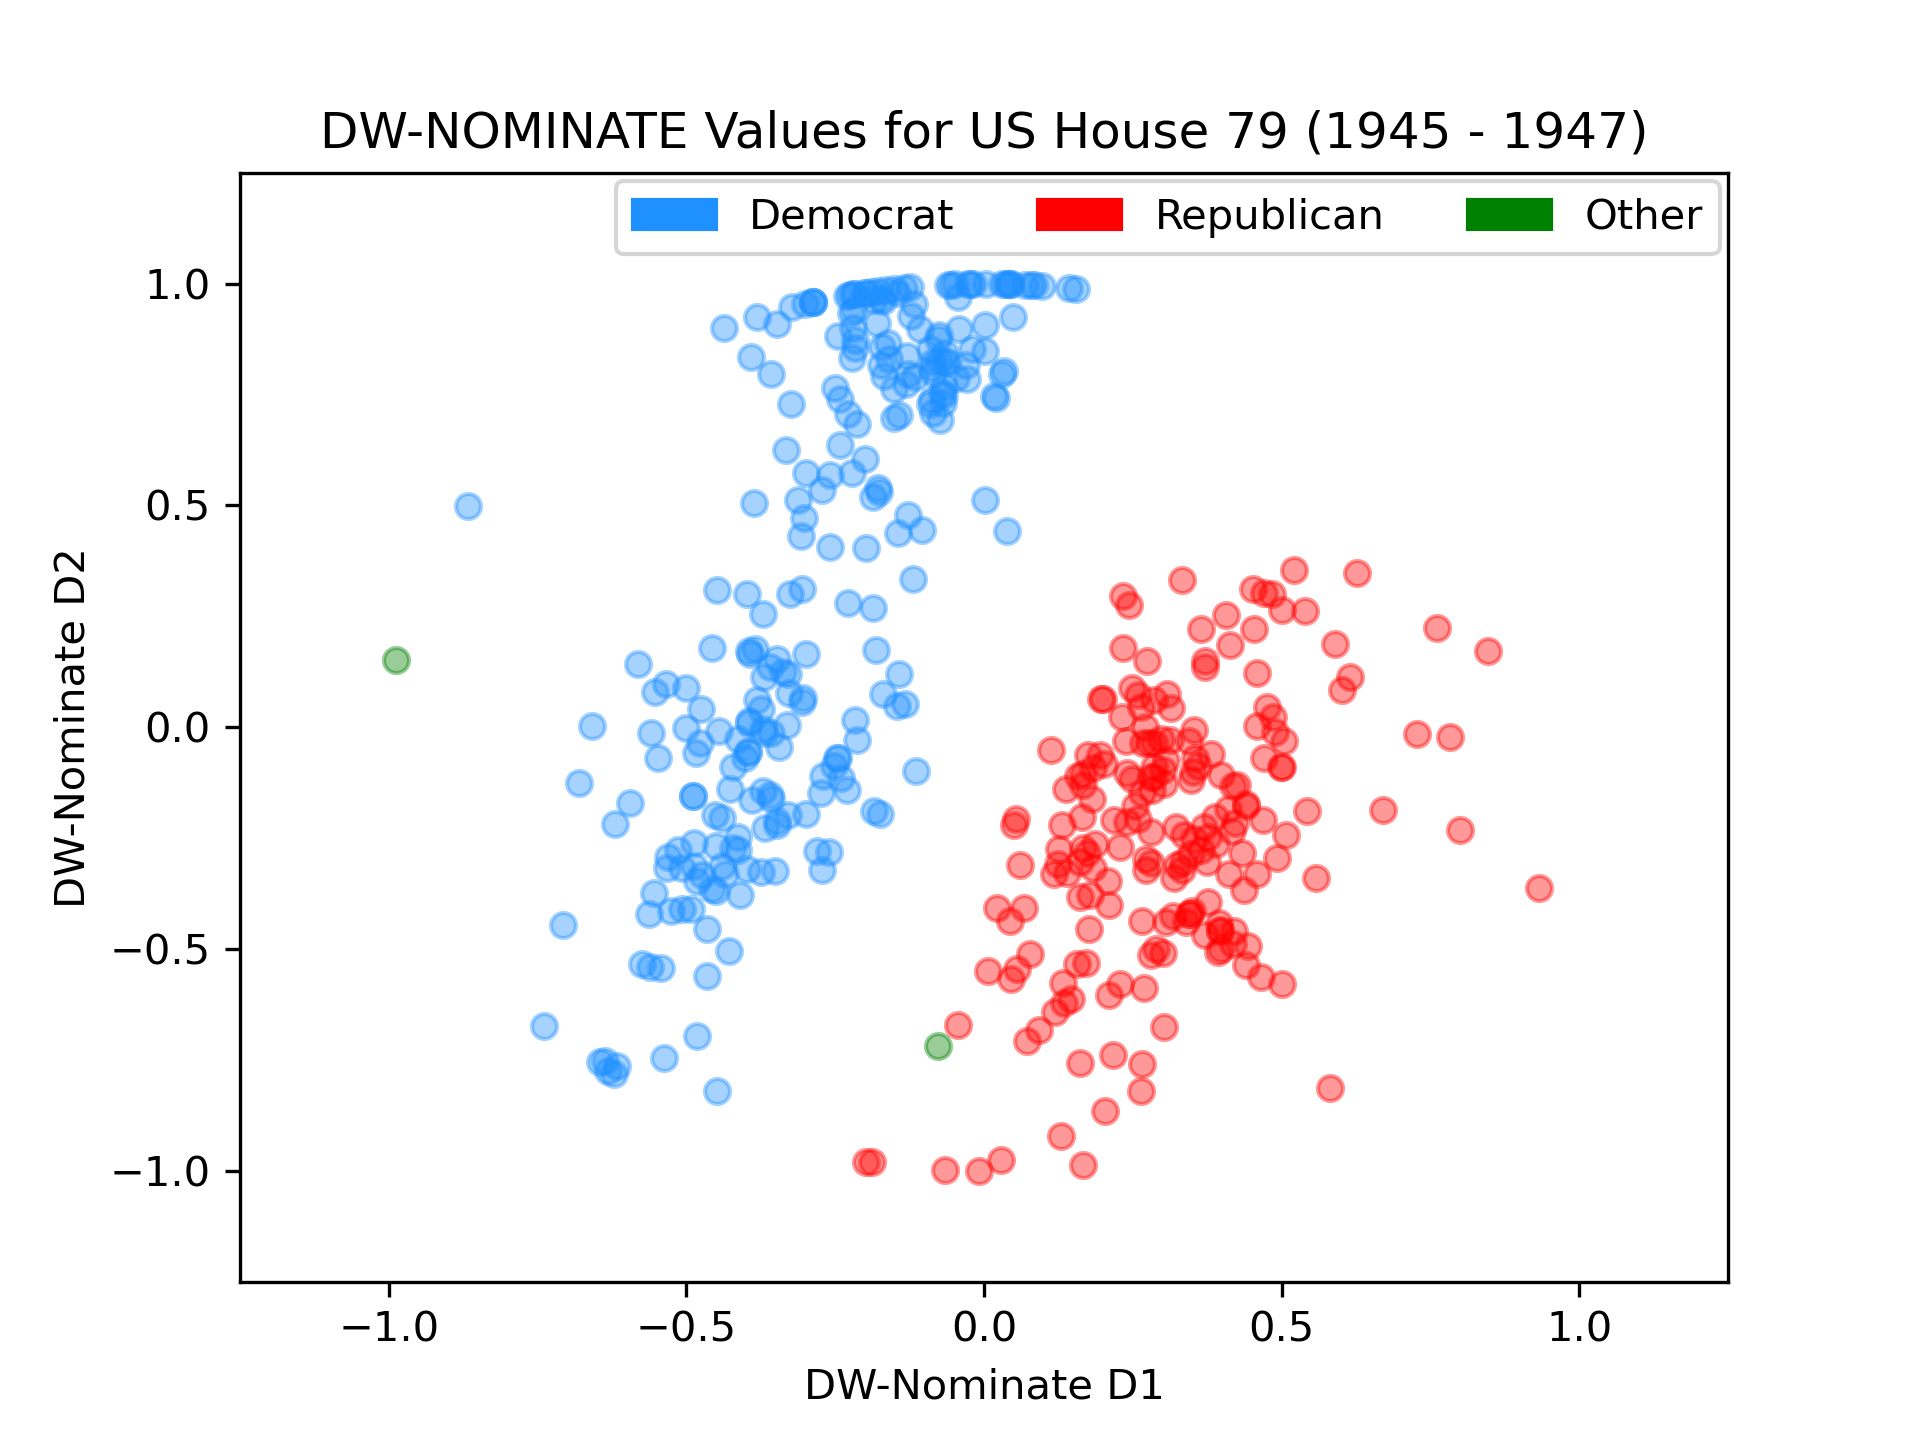 DW-NOMINATE Values for US House 79 (1945 - 1947)
Democrat Republican Other
1.0
0.5
0.0
−0.5
−1.0
DW-Nominate D2
−1.0 −0.5 0.0 0.5 1.0
DW-Nominate D1